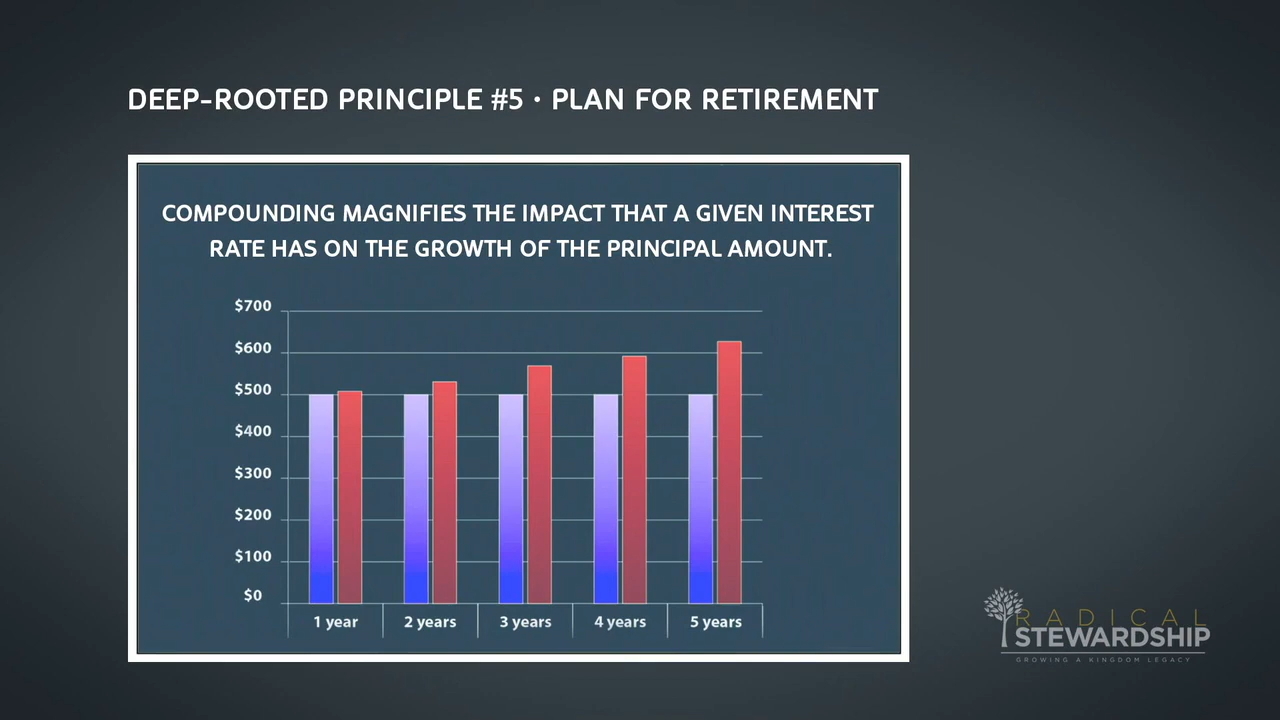 DEEP-ROOTED PRINCIPLE #5 • PLAN FOR RETIREMENT
COMPOUNDING MAGNIFIES THE IMPACT THAT A GIVEN INTEREST
RATE HAS ON THE GROWTH OF THE PRINCIPAL AMOUNT.
$700
$600
$500
$400
$300
$200
$100
$0
1 year
2 years
3 years
4 years
5 years
RADICAL
STEWARDSHIP
GROWING A KINGDOM LEGACY